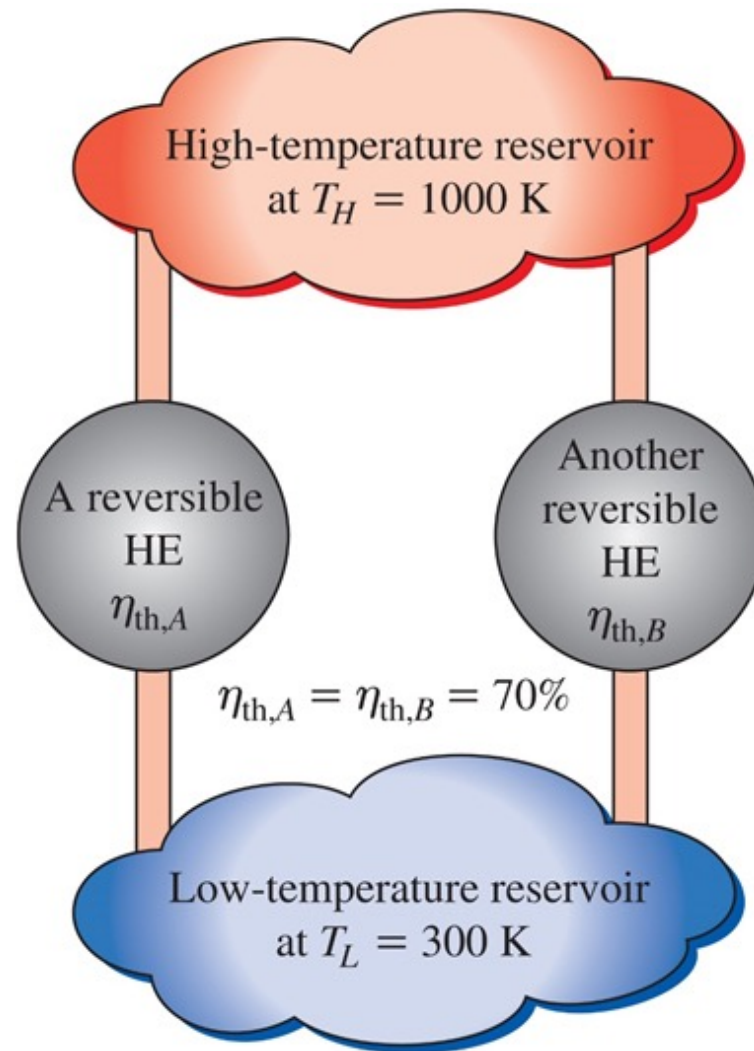 High-temperature reservoir
at T_H = 1000 K
A reversible
HE
η_th,A
Another
reversible
HE
η_th,B
η_th,A = η_th,B = 70%
Low-temperature reservoir
at T_L = 300 K